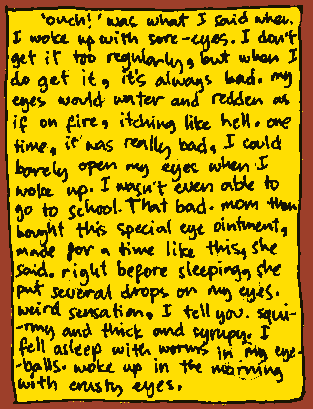 "ouch!" was what I said when
I woke up with sore-eyes. I don't
get it too regularly, but when I
do get it, it's always bad. my
eyes would water and redden as
if on fire, itching like hell. one
time, it was really bad, I could
barely open my eyes when I
woke up. I wasn't even able to
go to school. That bad. mom then
bought this special eye ointment,
made for a time like this, she
said. right before sleeping, she
put several drops on my eyes.
weird sensation, I tell you. squi-
-rmy and thick and syrupy. I
fell asleep with worms in my eye-
-balls. woke up in the morning
with crusty eyes.